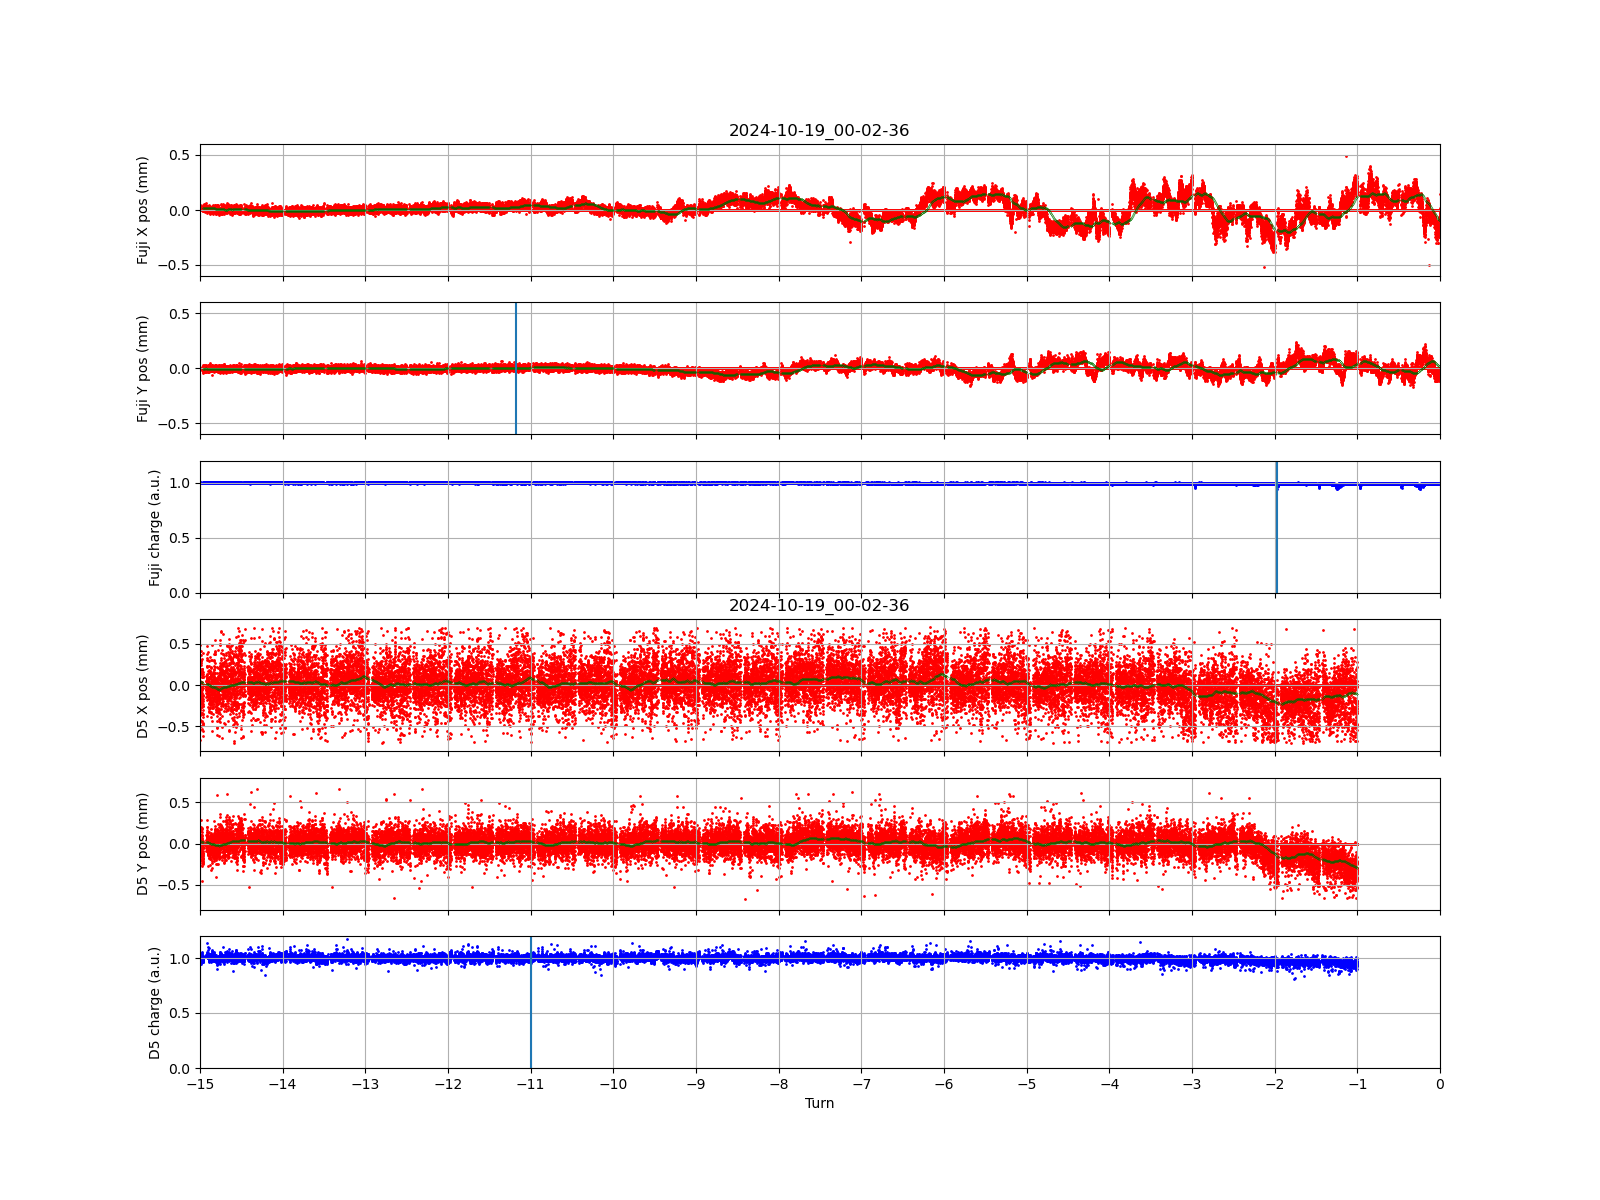 2024-10-19_00-02-36
Fuji X pos (mm)
0.5
0.0
−0.5
Fuji Y pos (mm)
0.5
0.0
−0.5
Fuji charge (a.u.)
1.0
0.5
0.0
2024-10-19_00-02-36
D5 X pos (mm)
0.5
0.0
−0.5
D5 Y pos (mm)
0.5
0.0
−0.5
D5 charge (a.u.)
1.0
0.5
0.0
−15 −14 −13 −12 −11 −10 −9 −8 −7 −6 −5 −4 −3 −2 −1 0
Turn